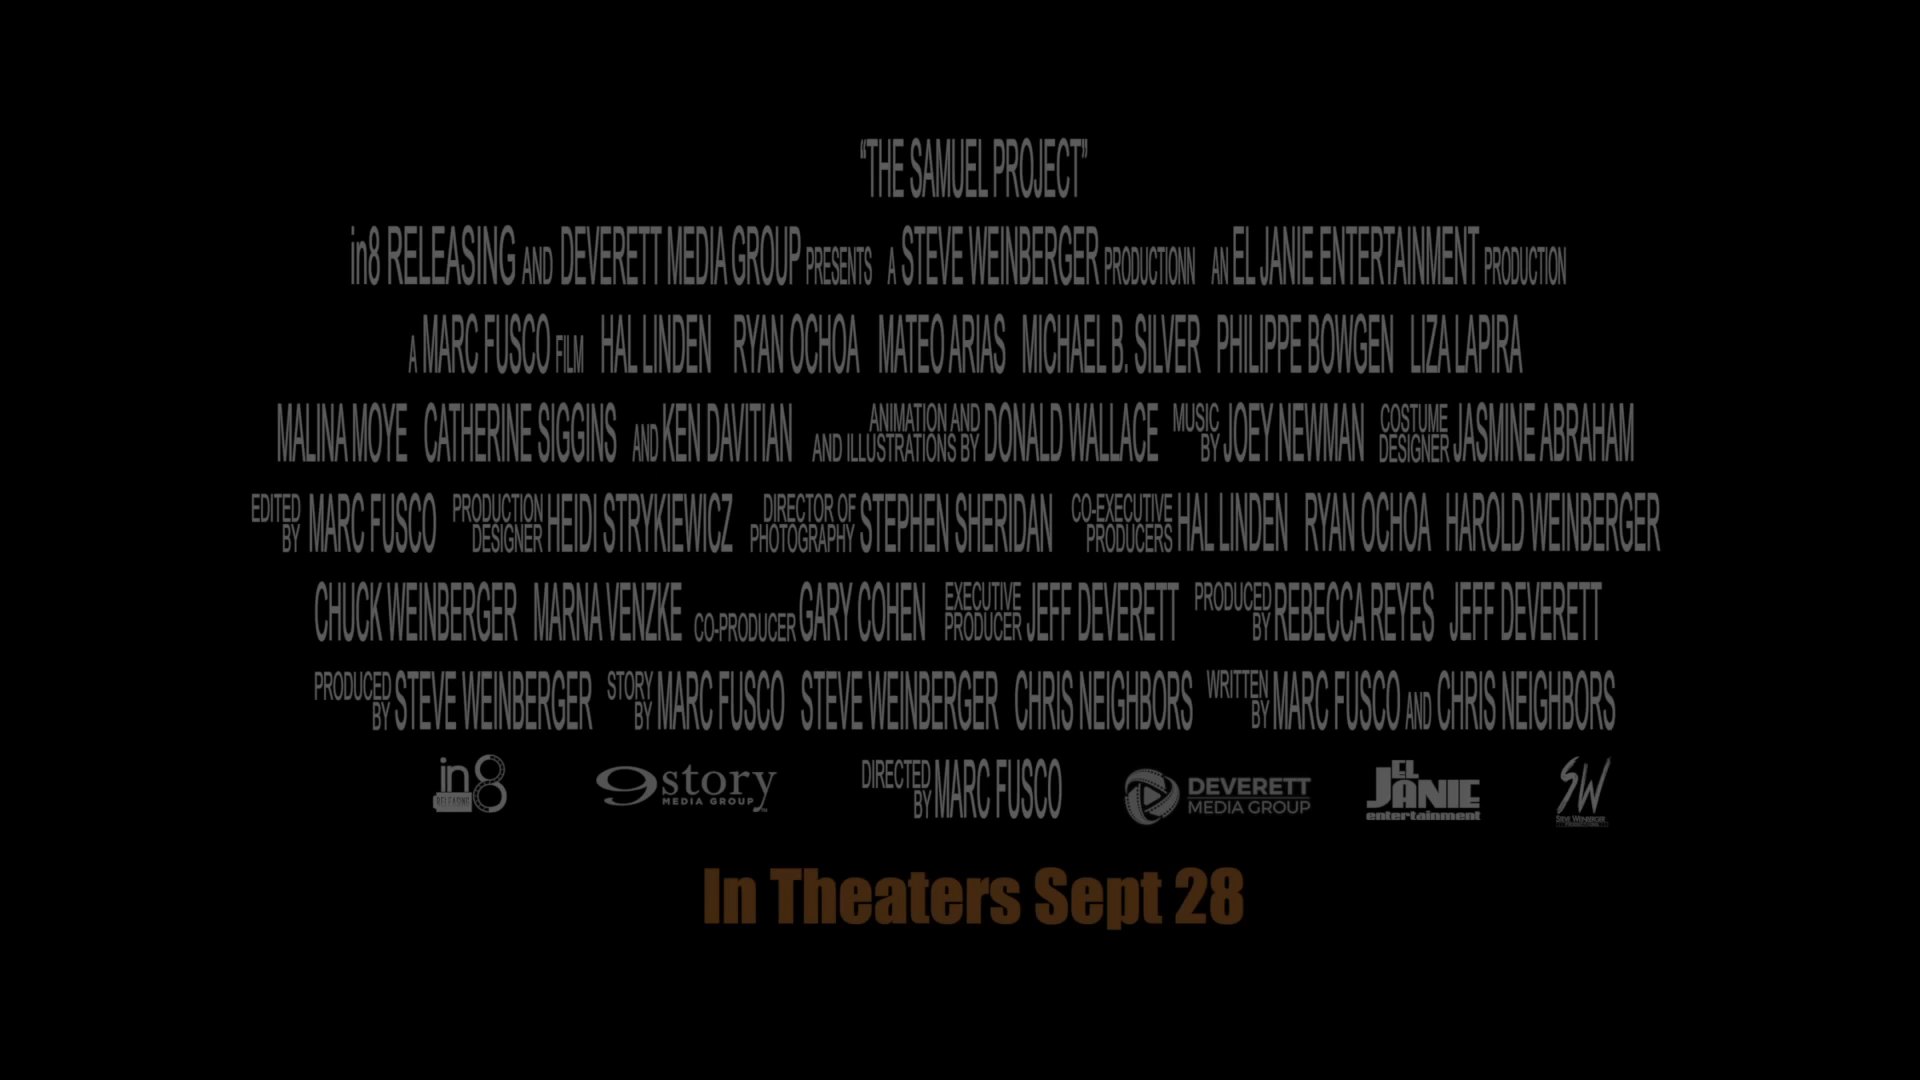 “THE SAMUEL PROJECT”
in8 RELEASING AND DEVERETT MEDIA GROUP PRESENTS A STEVE WEINBERGER PRODUCTIONN AN EL JANIE ENTERTAINMENT PRODUCTION
A MARC FUSCO FILM HAL LINDEN RYAN OCHOA MATEO ARIAS MICHAEL B. SILVER PHILIPPE BOWGEN LIZA LAPIRA
MALINA MOYE CATHERINE SIGGINS AND KEN DAVITIAN ANIMATION AND AND ILLUSTRATIONS BY DONALD WALLACE MUSIC BY JOEY NEWMAN COSTUME DESIGNER JASMINE ABRAHAM
EDITED BY MARC FUSCO PRODUCTION DESIGNER HEIDI STRYKIEWICZ DIRECTOR OF PHOTOGRAPHY STEPHEN SHERIDAN CO-EXECUTIVE PRODUCERS HAL LINDEN RYAN OCHOA HAROLD WEINBERGER
CHUCK WEINBERGER MARNA VENZKE CO-PRODUCER GARY COHEN EXECUTIVE PRODUCER JEFF DEVERETT PRODUCED BY REBECCA REYES JEFF DEVERETT
PRODUCED BY STEVE WEINBERGER STORY BY MARC FUSCO STEVE WEINBERGER CHRIS NEIGHBORS WRITTEN BY MARC FUSCO AND CHRIS NEIGHBORS
in8 RELEASING 9story MEDIA GROUP™ DIRECTED BY MARC FUSCO DEVERETT MEDIA GROUP EL JANIE entertainment SW STEVE WEINBERGER PRODUCTIONS
In Theaters Sept 28